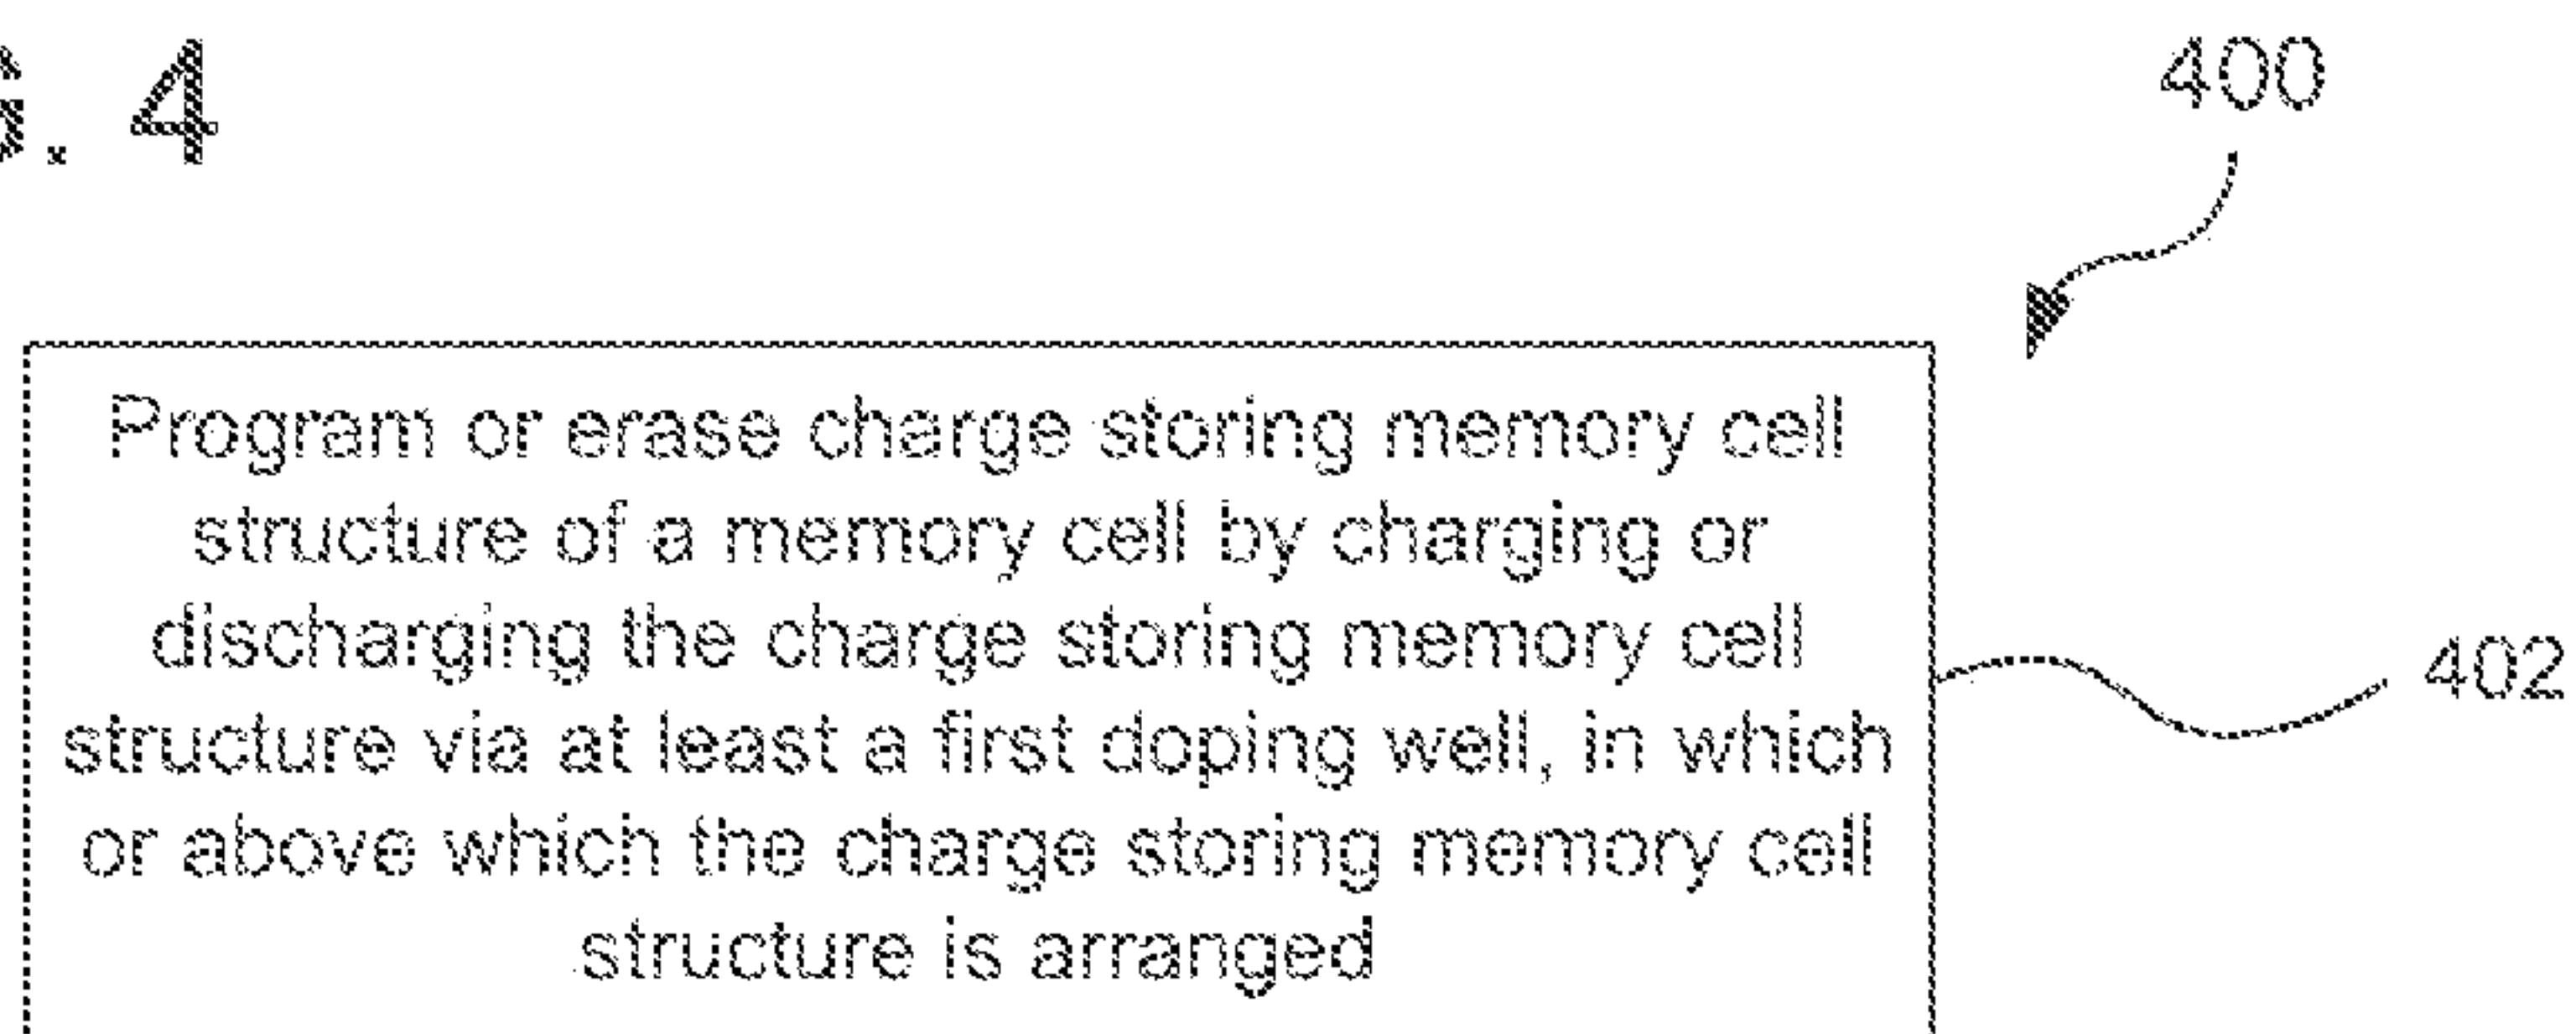 G. 4
400
Program or erase charge storing memory cell
structure of a memory cell by charging or
discharging the charge storing memory cell
structure via at least a first doping well, in which
or above which the charge storing memory cell
structure is arranged
402